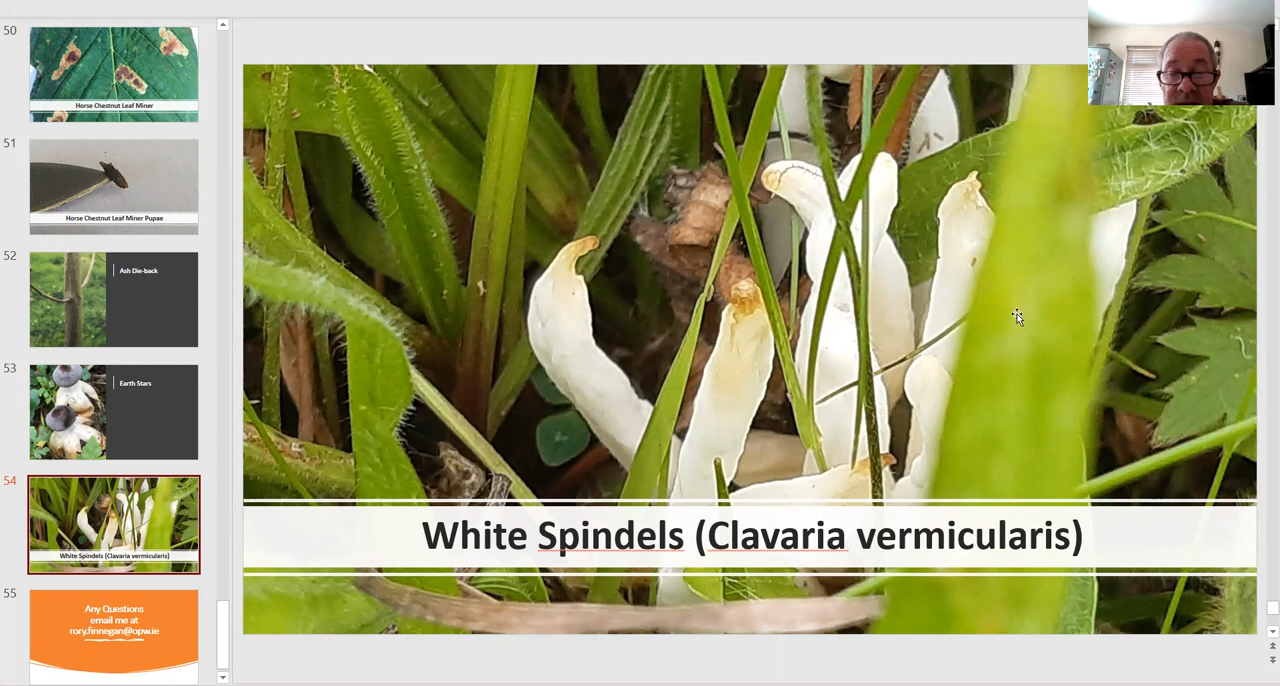 50
Horse Chestnut Leaf Miner
51
Horse Chestnut Leaf Miner Pupae
52
Ash Die-back
53
Earth Stars
54
White Spindels (Clavaria vermicularis)
55
Any Questions
email me at
rory.finnegan@opw.ie
White Spindels (Clavaria vermicularis)